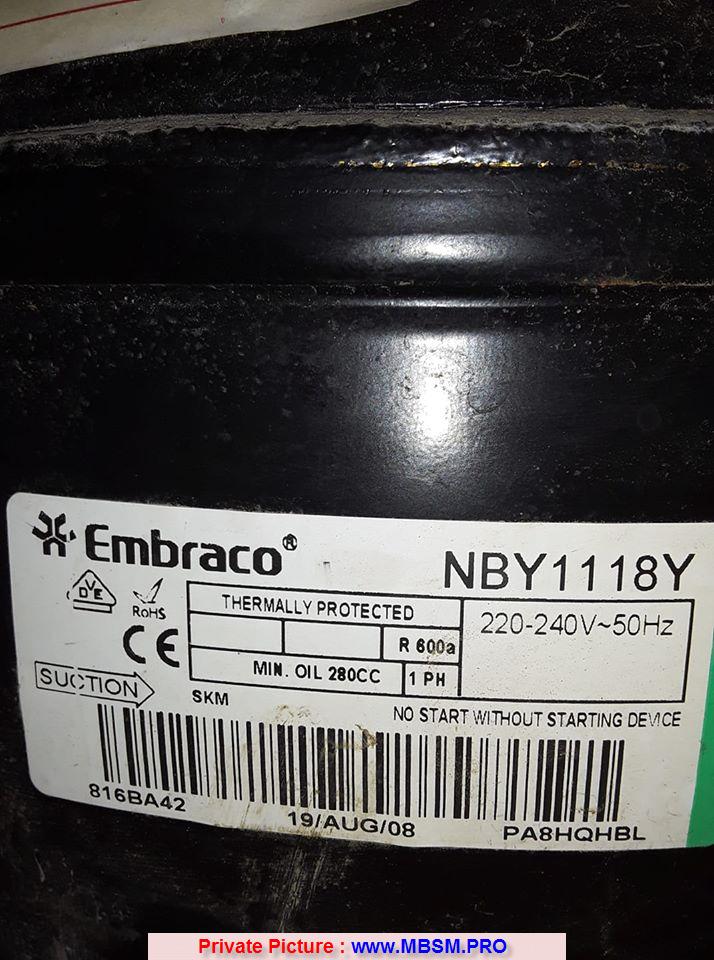 Embraco®
NBY1118Y
VDE
RoHS
CE
THERMALLY PROTECTED
220-240V~50Hz
R 600a
MIN. OIL 280CC
1 PH
SUCTION
SKM
NO START WITHOUT STARTING DEVICE
816BA42
19/AUG/08
PA8HQHBL
Private Picture : www.MBSM.PRO